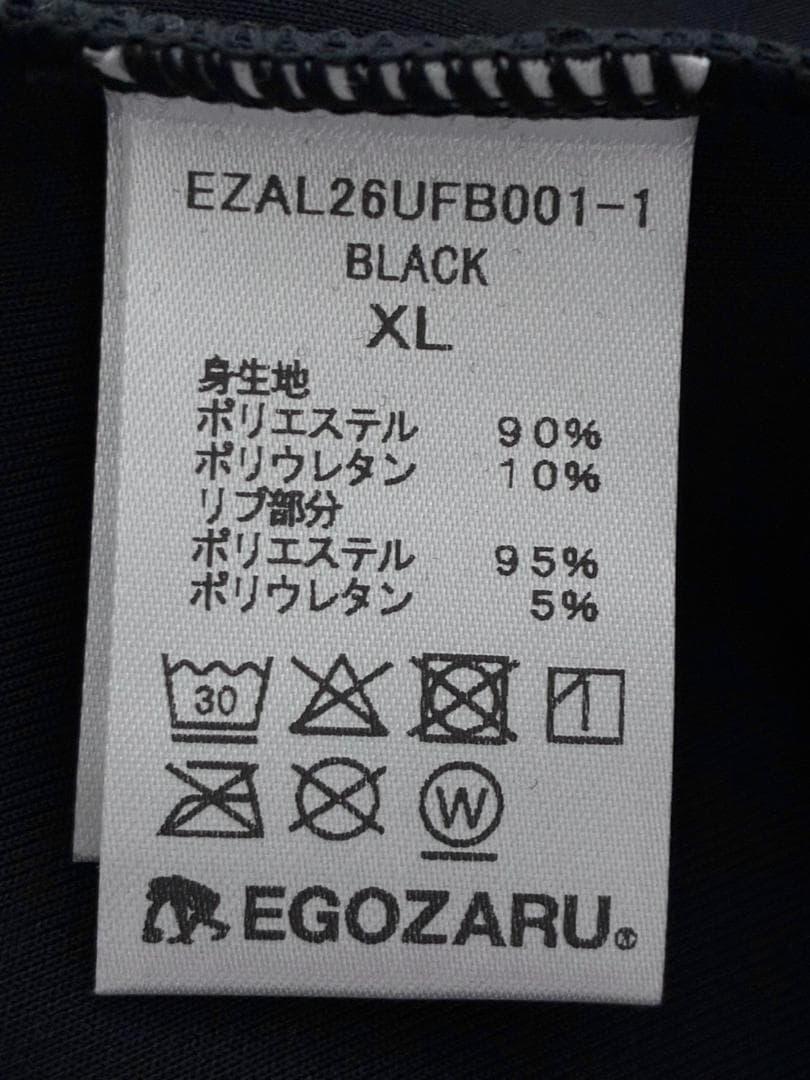 EZAL26UFB001-1
BLACK
XL
身生地
ポリエステル 90%
ポリウレタン 10%
リブ部分
ポリエステル 95%
ポリウレタン 5%
30
W
EGOZARU®